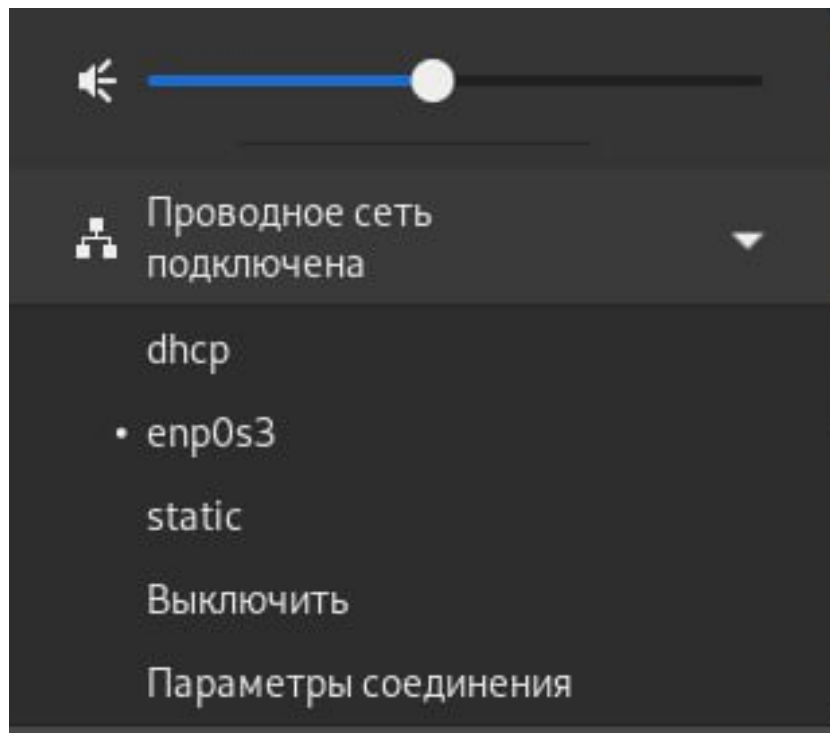 Проводное сеть
подключена
dhcp
enp0s3
static
Выключить
Параметры соединения